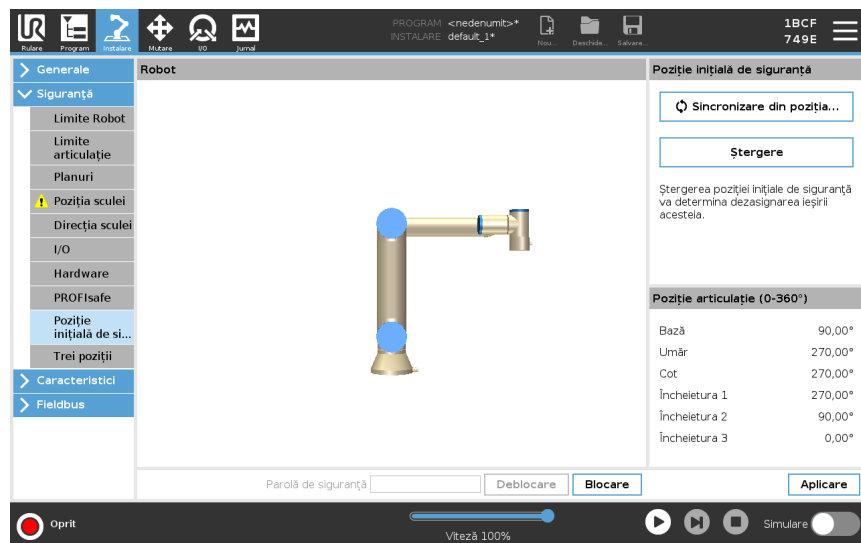 PROGRAM <nedenumit>*
INSTALARE default_1*
1BCF
749E
Rulare
Program
Instalare
Mutare
I/O
Jurnal
Nou...
Deschide...
Salvare...
Generale
Siguranță
Limite Robot
Limite
articulație
Planuri
Poziția sculei
Direcția sculei
I/O
Hardware
PROFIsafe
Poziție
inițială de si...
Trei poziții
Caracteristici
Fieldbus
Robot
Poziție inițială de siguranță
Sincronizare din poziția...
Ștergere
Ștergerea poziției inițiale de siguranță
va determina dezasignarea ieșirii
acesteia.
Poziție articulație (0-360°)
Bază 90,00°
Umăr 270,00°
Cot 270,00°
Încheietura 1 270,00°
Încheietura 2 90,00°
Încheietura 3 0,00°
Parolă de siguranță
Deblocare
Blocare
Aplicare
Oprit
Viteză 100%
Simulare